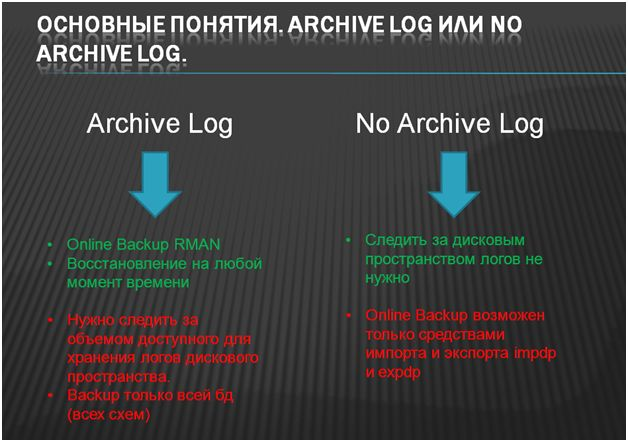 ОСНОВНЫЕ ПОНЯТИЯ. ARCHIVE LOG ИЛИ NO
ARCHIVE LOG.
Archive Log
• Online Backup RMAN
• Восстановление на любой
момент времени
• Нужно следить за
объемом доступного для
хранения логов дискового
пространства.
• Backup только всей бд
(всех схем)
No Archive Log
• Следить за дисковым
пространством логов не
нужно
• Online Backup возможен
только средствами
импорта и экспорта impdp
и expdp